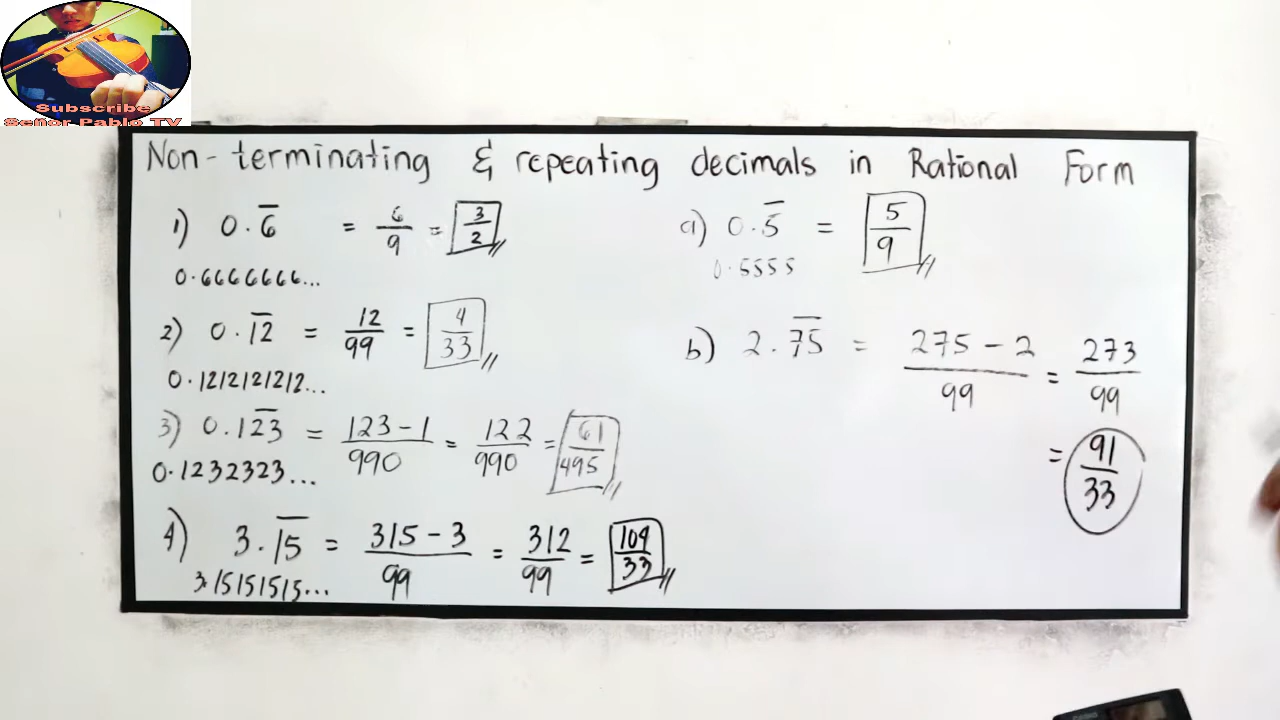 Subscribe
Señor Pablo TV
Non-terminating & repeating decimals in Rational Form
1) 0.6̅ = 6/9 = 3/2
0.6666666...
2) 0.1̅2̅ = 12/99 = 4/33
0.1212121212...
3) 0.12̅3̅ = 123-1/990 = 122/990 = 61/495
0.1232323...
4) 3.1̅5̅ = 315-3/99 = 312/99 = 104/33
3.15151515...
a) 0.5̅ = 5/9
0.5555
b) 2.7̅5̅ = 275-2/99 = 273/99
= 91/33